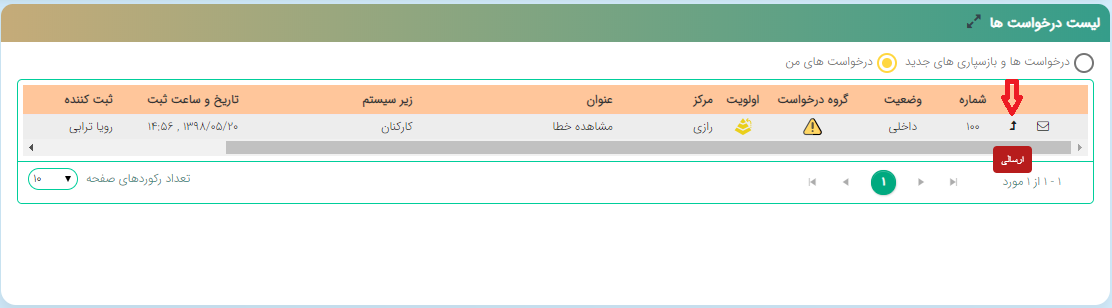 لیست درخواست ها
درخواست ها و بازسپاری های جدید درخواست های من
شماره وضعیت گروه درخواست اولویت مرکز عنوان زیر سیستم تاریخ و ساعت ثبت ثبت کننده
۱۰۰ داخلی رازی مشاهده خطا کارکنان ۱۳۹۸/۰۵/۲۰ , ۱۴:۵۶ رویا ترابی
ارسالی
۱ - ۱ از ۱ مورد ۱ تعداد رکوردهای صفحه ۱۰